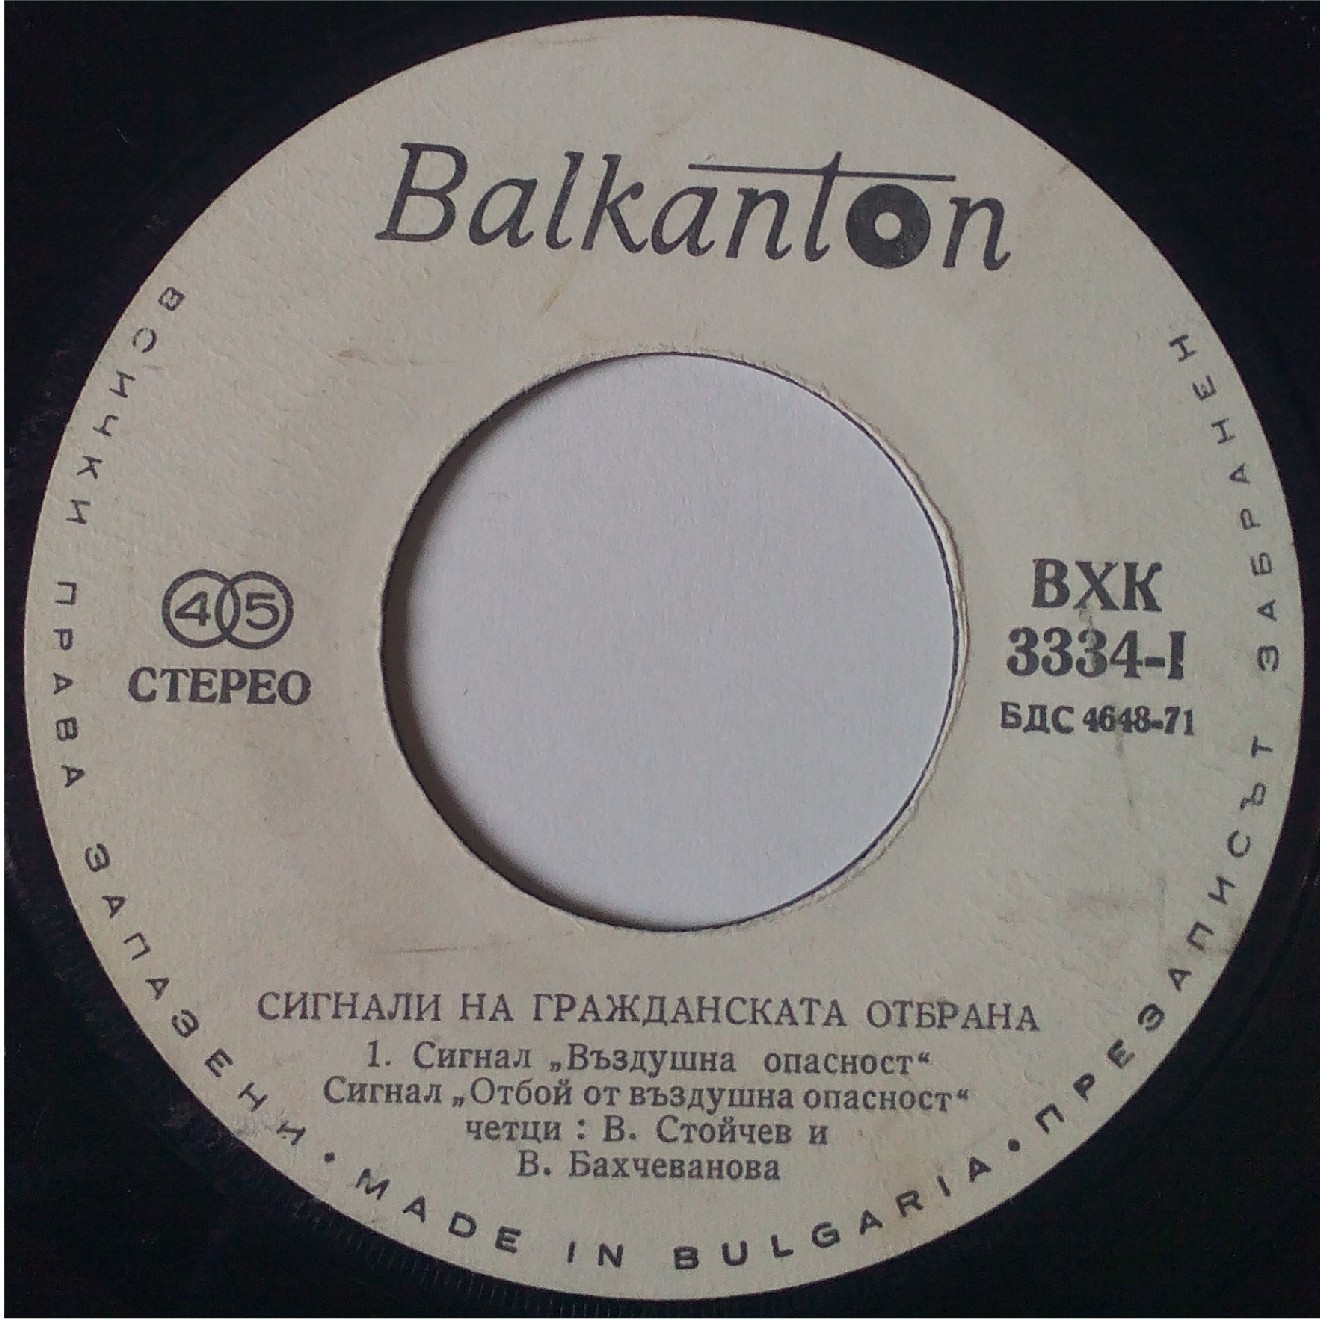 Balkanton
45
СТЕРЕО
ВХК
3334-I
БДС 4648-71
СИГНАЛИ НА ГРАЖДАНСКАТА ОТБРАНА
1. Сигнал „Въздушна опасност“
Сигнал „Отбой от въздушна опасност“
четци : В. Стойчев и
В. Бахчеванова
ВСИЧКИ ПРАВА ЗАПАЗЕНИ • MADE IN BULGARIA • ПРЕЗАПИСЪТ ЗАБРАНЕН